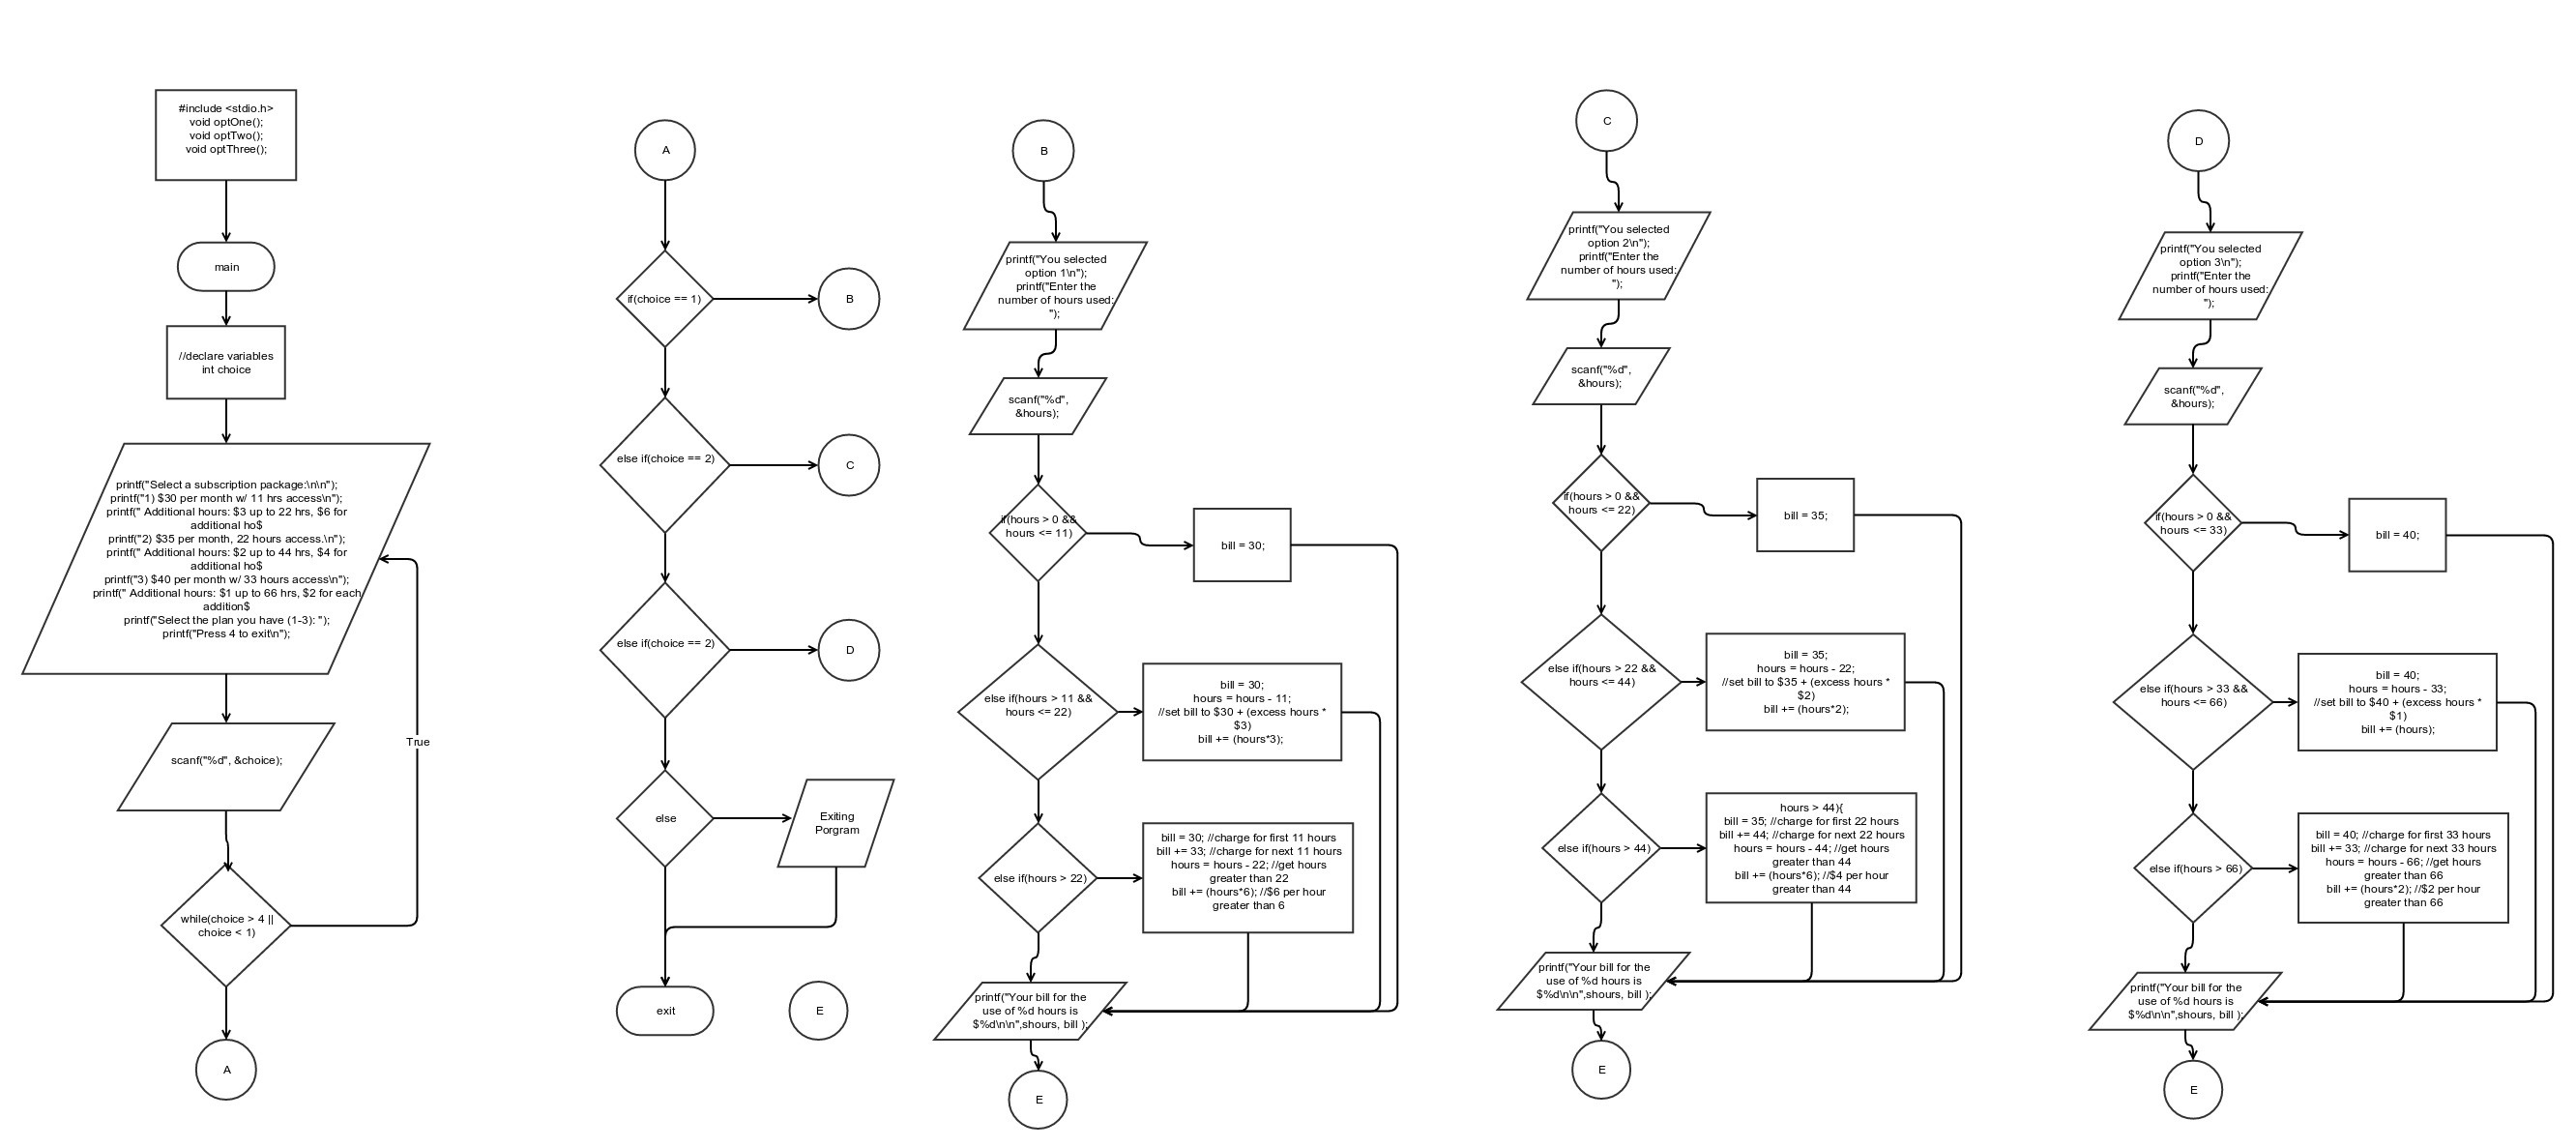 #include <stdio.h>
void optOne();
void optTwo();
void optThree();
main
//declare variables
int choice
printf("Select a subscription package:\n\n");
printf("1) $30 per month w/ 11 hrs access\n");
printf(" Additional hours: $3 up to 22 hrs, $6 for
additional ho$
printf("2) $35 per month, 22 hours access.\n");
printf(" Additional hours: $2 up to 44 hrs, $4 for
additional ho$
printf("3) $40 per month w/ 33 hours access\n");
printf(" Additional hours: $1 up to 66 hrs, $2 for each
addition$
printf("Select the plan you have (1-3): ");
printf("Press 4 to exit\n");
True
scanf("%d", &choice);
while(choice > 4 ||
choice < 1)
A
A
if(choice == 1)
B
else if(choice == 2)
C
else if(choice == 2)
D
else
Exiting
Porgram
exit
E
B
printf("You selected
option 1\n");
printf("Enter the
number of hours used:
");
scanf("%d",
&hours);
if(hours > 0 &&
hours <= 11)
bill = 30;
else if(hours > 11 &&
hours <= 22)
bill = 30;
hours = hours - 11;
//set bill to $30 + (excess hours *
$3)
bill += (hours*3);
else if(hours > 22)
bill = 30; //charge for first 11 hours
bill += 33; //charge for next 11 hours
hours = hours - 22; //get hours
greater than 22
bill += (hours*6); //$6 per hour
greater than 6
printf("Your bill for the
use of %d hours is
$%d\n\n",shours, bill );
E
C
printf("You selected
option 2\n");
printf("Enter the
number of hours used:
");
scanf("%d",
&hours);
if(hours > 0 &&
hours <= 22)
bill = 35;
else if(hours > 22 &&
hours <= 44)
bill = 35;
hours = hours - 22;
//set bill to $35 + (excess hours *
$2)
bill += (hours*2);
else if(hours > 44)
hours > 44){
bill = 35; //charge for first 22 hours
bill += 44; //charge for next 22 hours
hours = hours - 44; //get hours
greater than 44
bill += (hours*6); //$4 per hour
greater than 44
printf("Your bill for the
use of %d hours is
$%d\n\n",shours, bill );
E
D
printf("You selected
option 3\n");
printf("Enter the
number of hours used:
");
scanf("%d",
&hours);
if(hours > 0 &&
hours <= 33)
bill = 40;
else if(hours > 33 &&
hours <= 66)
bill = 40;
hours = hours - 33;
//set bill to $40 + (excess hours *
$1)
bill += (hours);
else if(hours > 66)
bill = 40; //charge for first 33 hours
bill += 33; //charge for next 33 hours
hours = hours - 66; //get hours
greater than 66
bill += (hours*2); //$2 per hour
greater than 66
printf("Your bill for the
use of %d hours is
$%d\n\n",shours, bill );
E